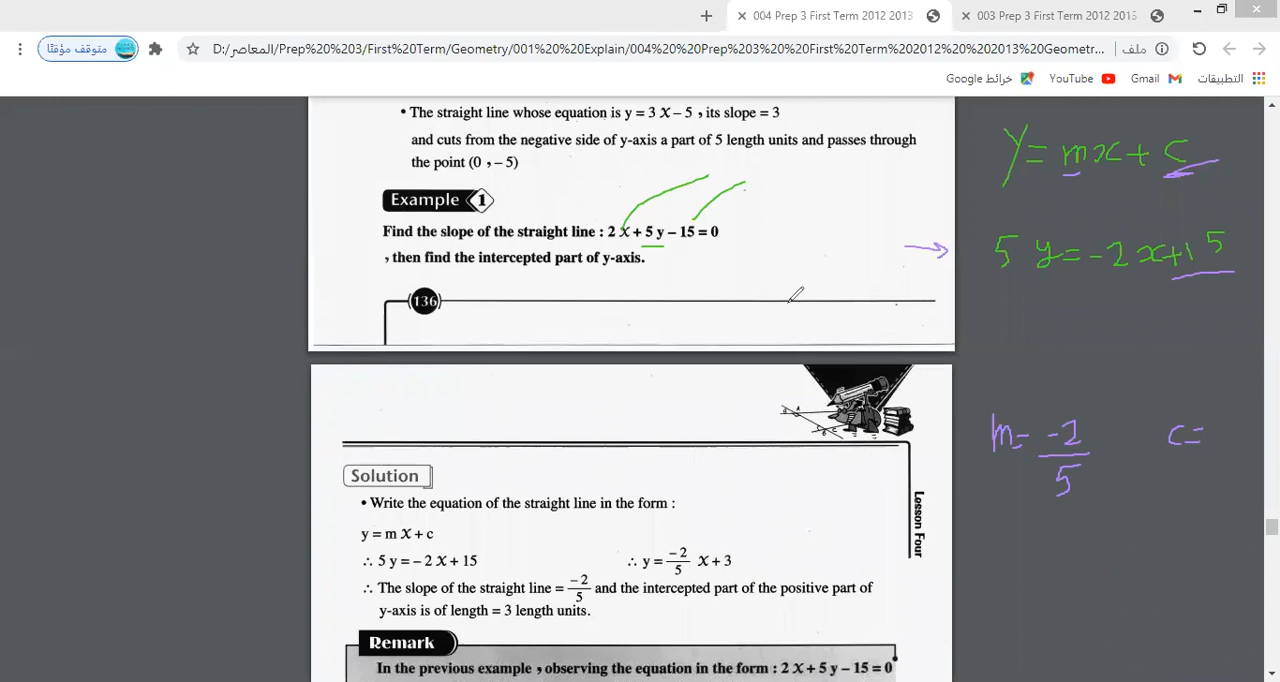 004 Prep 3 First Term 2012 2013
003 Prep 3 First Term 2012 2013
متوقف مؤقتًا
D:/المعاصر/Prep%20%203/First%20Term/Geometry/001%20%20Explain/004%20%20Prep%203%20%20First%20%20Term%202012%20%202013%20Geometr...
ملف
خرائط Google
YouTube
Gmail
التطبيقات
• The straight line whose equation is y = 3 X – 5 , its slope = 3
and cuts from the negative side of y-axis a part of 5 length units and passes through
the point (0 , – 5)
Example 1
Find the slope of the straight line : 2 X + 5 y – 15 = 0
, then find the intercepted part of y-axis.
136
y = mx + c
5 y = -2 x + 15
m = -2/5
c =
Solution
• Write the equation of the straight line in the form :
y = m X + c
∴ 5 y = – 2 X + 15 ∴ y = –2/5 X + 3
∴ The slope of the straight line = –2/5 and the intercepted part of the positive part of
y-axis is of length = 3 length units.
Lesson Four
Remark
In the previous example , observing the equation in the form : 2 X + 5 y – 15 = 0